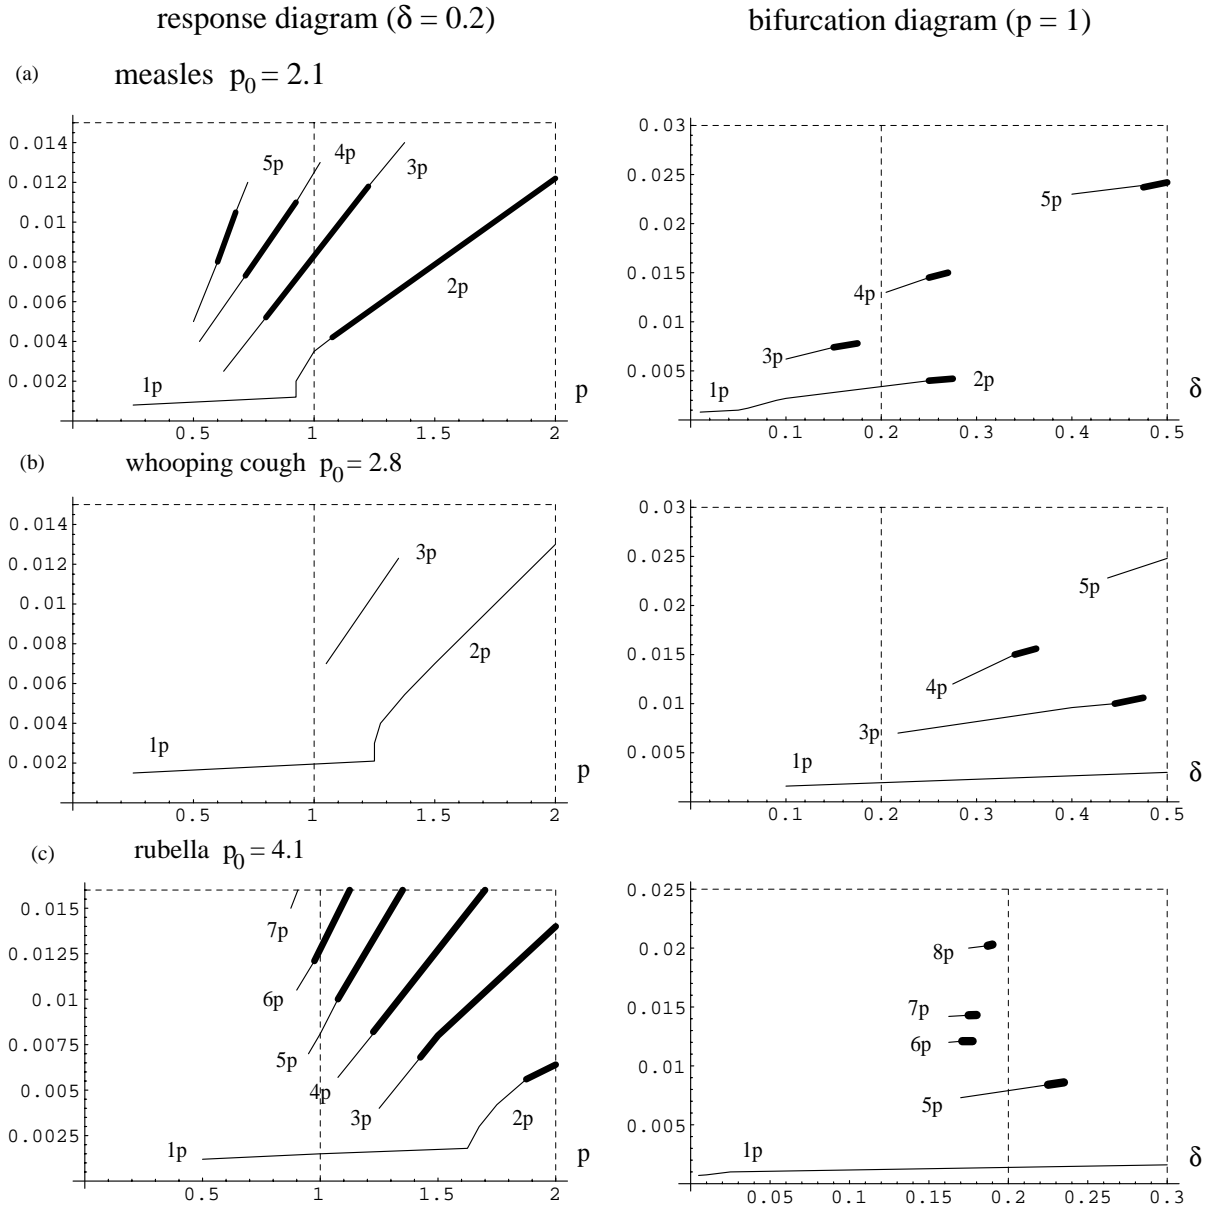 response diagram (δ = 0.2)
bifurcation diagram (p = 1)
(a) measles p0 = 2.1
0.014
0.012
0.01
0.008
0.006
0.004
0.002
5p
4p
3p
2p
1p
p
0.5 1 1.5 2
0.03
0.025
0.02
0.015
0.01
0.005
5p
4p
3p
2p
1p
δ
0.1 0.2 0.3 0.4 0.5
(b) whooping cough p0 = 2.8
0.014
0.012
0.01
0.008
0.006
0.004
0.002
3p
2p
1p
p
0.5 1 1.5 2
0.03
0.025
0.02
0.015
0.01
0.005
5p
4p
3p
1p
δ
0.1 0.2 0.3 0.4 0.5
(c) rubella p0 = 4.1
0.015
0.0125
0.01
0.0075
0.005
0.0025
7p
6p
5p
4p
3p
2p
1p
p
0.5 1 1.5 2
0.025
0.02
0.015
0.01
0.005
8p
7p
6p
5p
1p
δ
0.05 0.1 0.15 0.2 0.25 0.3